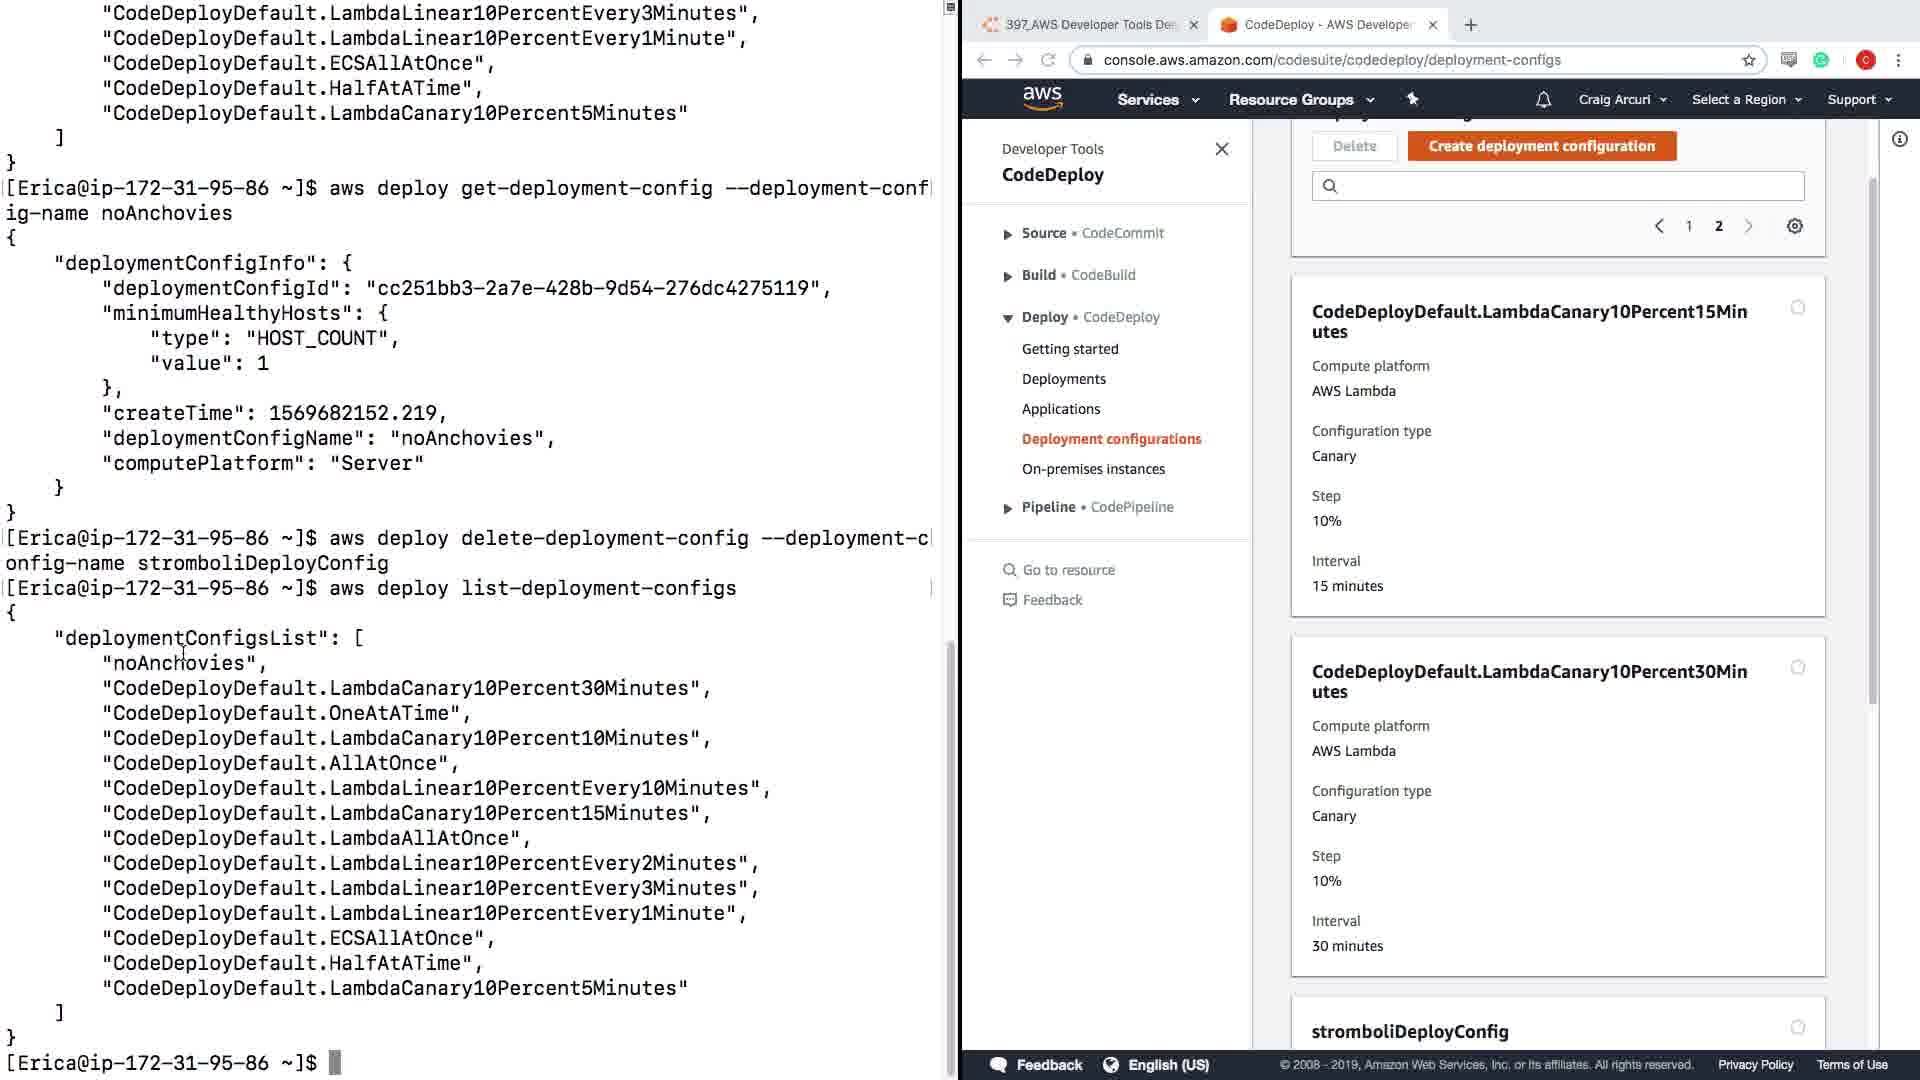 "CodeDeployDefault.LambdaLinear10PercentEvery3Minutes",
"CodeDeployDefault.LambdaLinear10PercentEvery1Minute",
"CodeDeployDefault.ECSAllAtOnce",
"CodeDeployDefault.HalfAtATime",
"CodeDeployDefault.LambdaCanary10Percent5Minutes"
]
}
[Erica@ip-172-31-95-86 ~]$ aws deploy get-deployment-config --deployment-conf
ig-name noAnchovies
{
"deploymentConfigInfo": {
"deploymentConfigId": "cc251bb3-2a7e-428b-9d54-276dc4275119",
"minimumHealthyHosts": {
"type": "HOST_COUNT",
"value": 1
},
"createTime": 1569682152.219,
"deploymentConfigName": "noAnchovies",
"computePlatform": "Server"
}
}
[Erica@ip-172-31-95-86 ~]$ aws deploy delete-deployment-config --deployment-c
onfig-name stromboliDeployConfig
[Erica@ip-172-31-95-86 ~]$ aws deploy list-deployment-configs
{
"deploymentConfigsList": [
"noAnchovies",
"CodeDeployDefault.LambdaCanary10Percent30Minutes",
"CodeDeployDefault.OneAtATime",
"CodeDeployDefault.LambdaCanary10Percent10Minutes",
"CodeDeployDefault.AllAtOnce",
"CodeDeployDefault.LambdaLinear10PercentEvery10Minutes",
"CodeDeployDefault.LambdaCanary10Percent15Minutes",
"CodeDeployDefault.LambdaAllAtOnce",
"CodeDeployDefault.LambdaLinear10PercentEvery2Minutes",
"CodeDeployDefault.LambdaLinear10PercentEvery3Minutes",
"CodeDeployDefault.LambdaLinear10PercentEvery1Minute",
"CodeDeployDefault.ECSAllAtOnce",
"CodeDeployDefault.HalfAtATime",
"CodeDeployDefault.LambdaCanary10Percent5Minutes"
]
}
[Erica@ip-172-31-95-86 ~]$
397_AWS Developer Tools De
CodeDeploy - AWS Developer
console.aws.amazon.com/codesuite/codedeploy/deployment-configs
C
aws
Services
Resource Groups
Craig Arcuri
Select a Region
Support
Developer Tools
CodeDeploy
Source • CodeCommit
Build • CodeBuild
Deploy • CodeDeploy
Getting started
Deployments
Applications
Deployment configurations
On-premises instances
Pipeline • CodePipeline
Go to resource
Feedback
Delete
Create deployment configuration
1
2
CodeDeployDefault.LambdaCanary10Percent15Min
utes
Compute platform
AWS Lambda
Configuration type
Canary
Step
10%
Interval
15 minutes
CodeDeployDefault.LambdaCanary10Percent30Min
utes
Compute platform
AWS Lambda
Configuration type
Canary
Step
10%
Interval
30 minutes
stromboliDeployConfig
Feedback
English (US)
© 2008 - 2019, Amazon Web Services, Inc. or its affiliates. All rights reserved.
Privacy Policy
Terms of Use